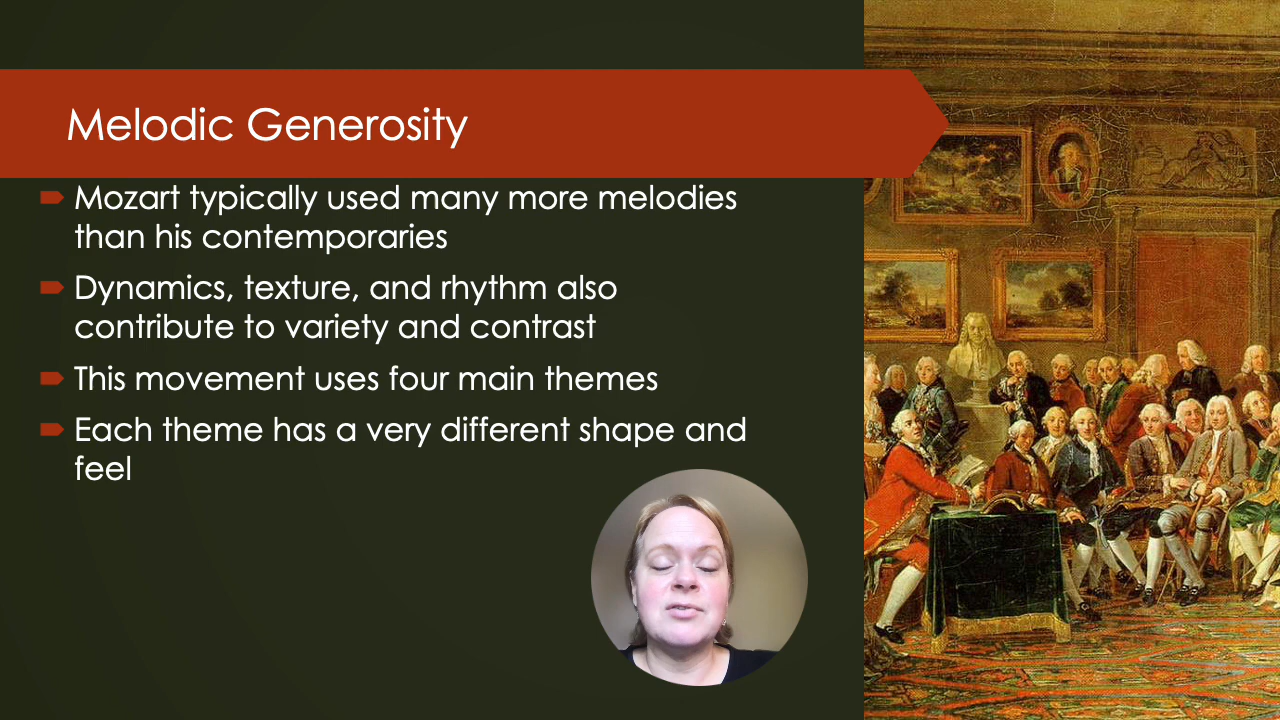 Melodic Generosity
Mozart typically used many more melodies
than his contemporaries
Dynamics, texture, and rhythm also
contribute to variety and contrast
This movement uses four main themes
Each theme has a very different shape and
feel